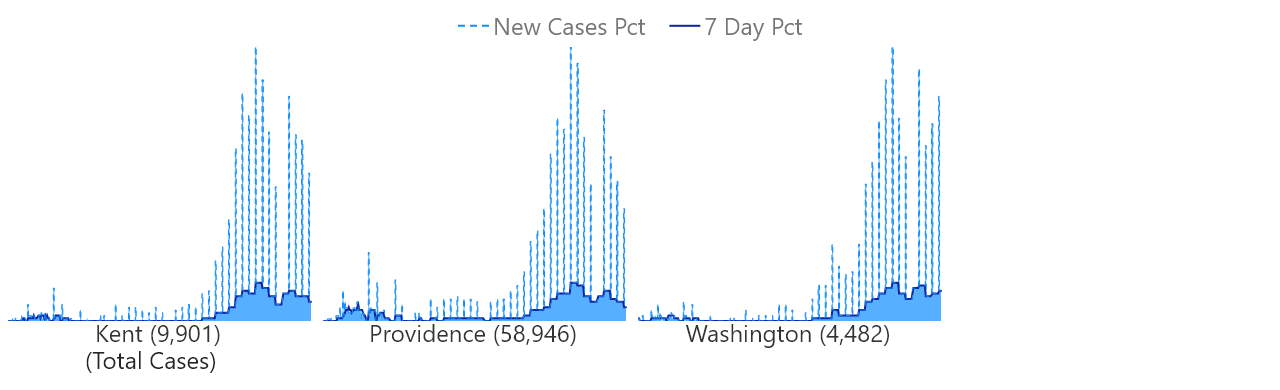 New Cases Pct 7 Day Pct
Kent (9,901) Providence (58,946) Washington (4,482)
(Total Cases)